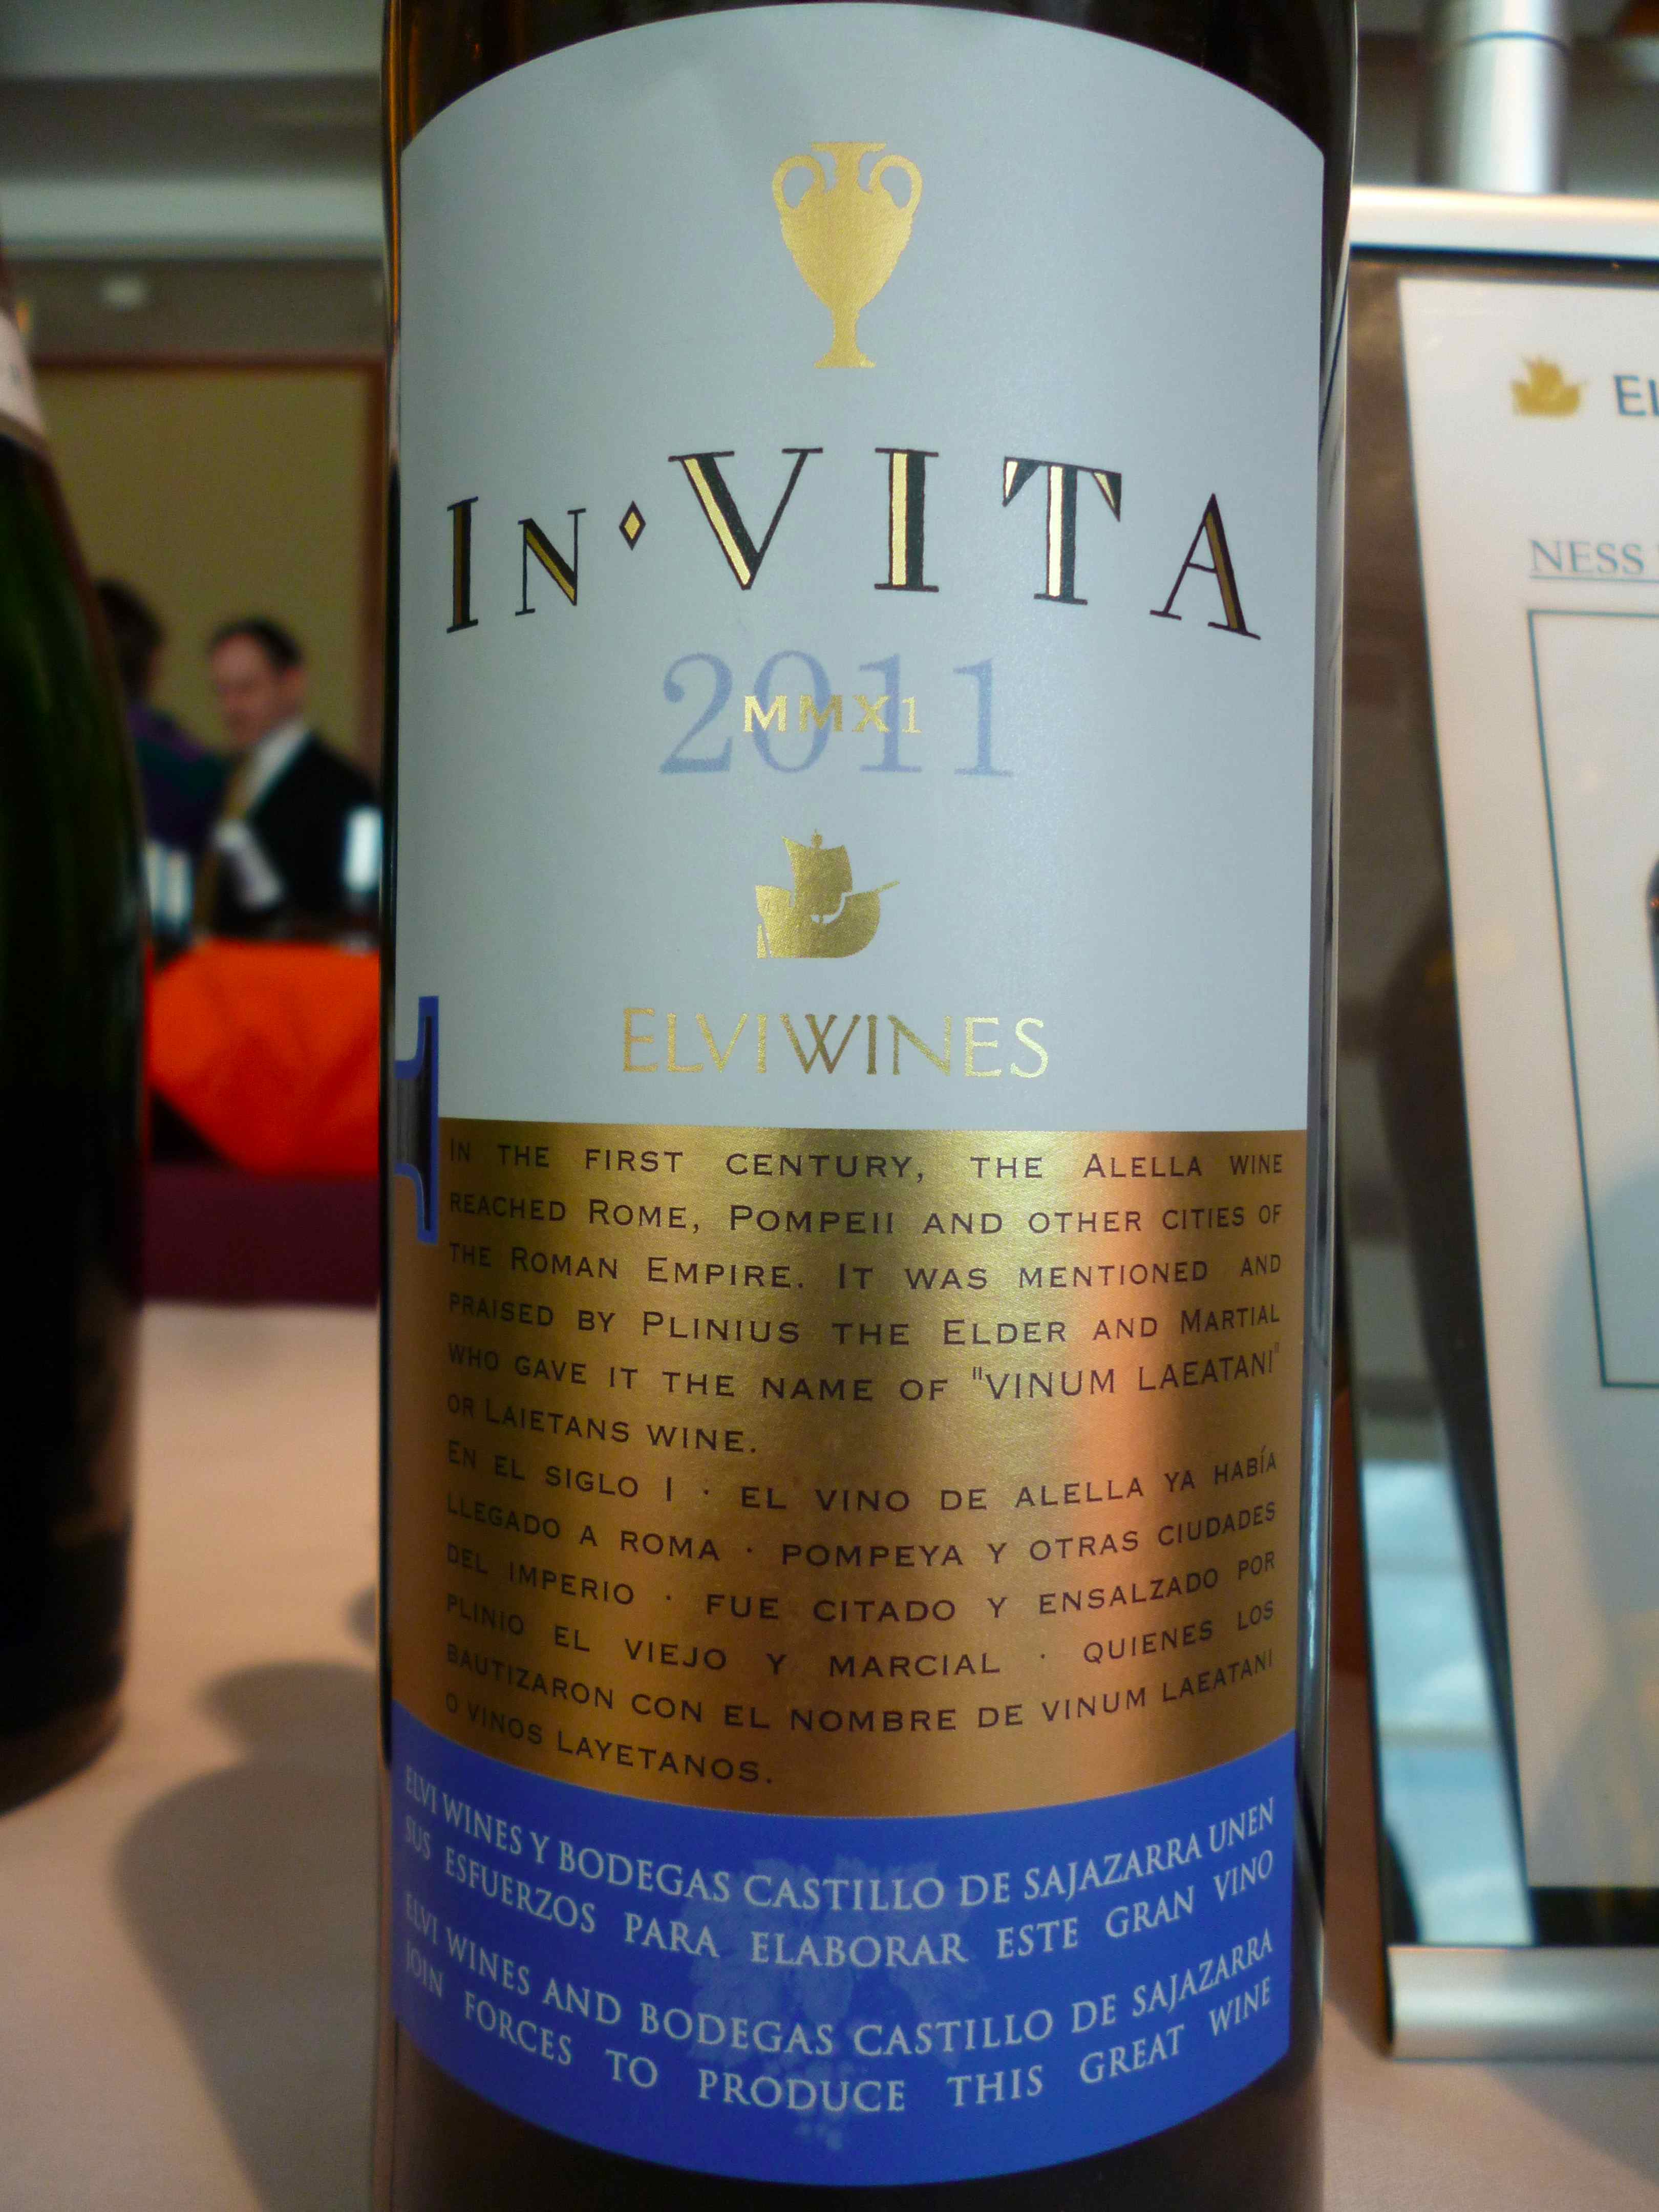 IN·VITA
2011
MMX1
ELVIWINES
IN THE FIRST CENTURY, THE ALELLA WINE
REACHED ROME, POMPEII AND OTHER CITIES OF
THE ROMAN EMPIRE. IT WAS MENTIONED AND
PRAISED BY PLINIUS THE ELDER AND MARTIAL
WHO GAVE IT THE NAME OF "VINUM LAEATANI"
OR LAIETANS WINE.
EN EL SIGLO I · EL VINO DE ALELLA YA HABÍA
LLEGADO A ROMA · POMPEYA Y OTRAS CIUDADES
DEL IMPERIO · FUE CITADO Y ENSALZADO POR
PLINIO EL VIEJO Y MARCIAL · QUIENES LOS
BAUTIZARON CON EL NOMBRE DE VINUM LAEATANI
O VINOS LAYETANOS.
ELVI WINES Y BODEGAS CASTILLO DE SAJAZARRA UNEN
SUS ESFUERZOS PARA ELABORAR ESTE GRAN VINO
ELVI WINES AND BODEGAS CASTILLO DE SAJAZARRA
JOIN FORCES TO PRODUCE THIS GREAT WINE
EL
NESS